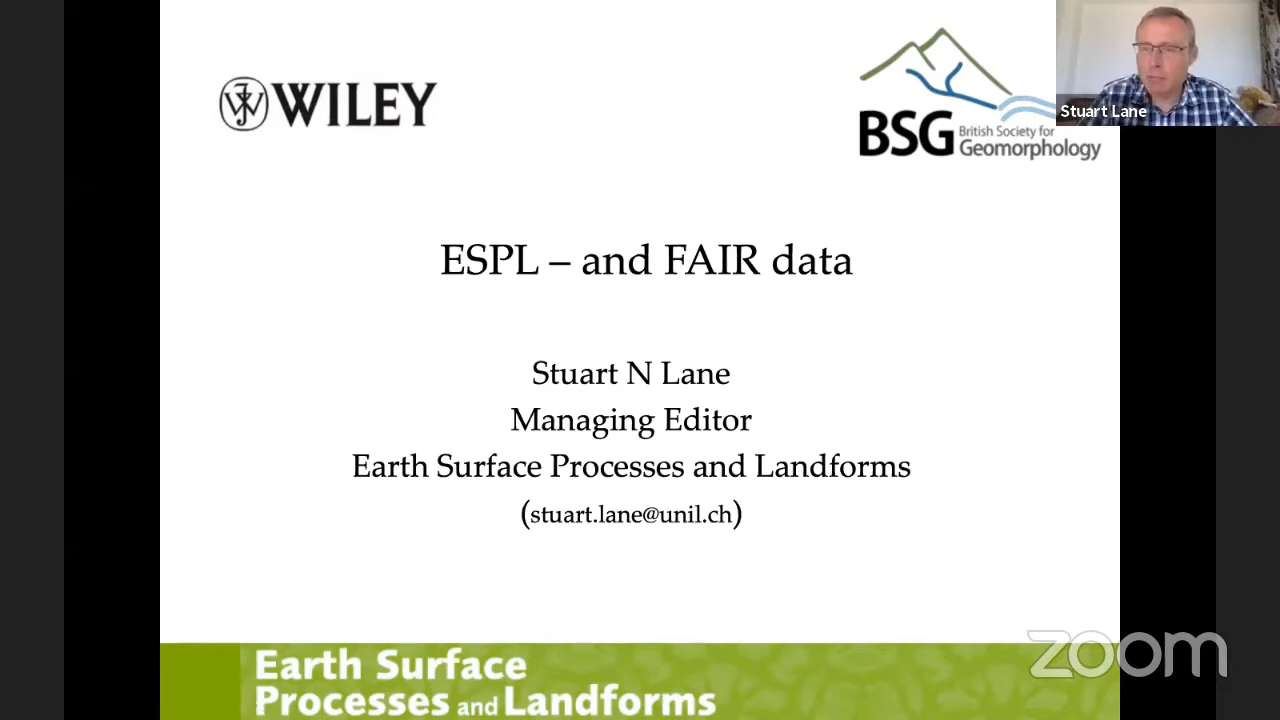 WILEY
BSG British Society for
Geomorphology
Stuart Lane
ESPL – and FAIR data
Stuart N Lane
Managing Editor
Earth Surface Processes and Landforms
(stuart.lane@unil.ch)
Earth Surface
Processes and Landforms
zoom